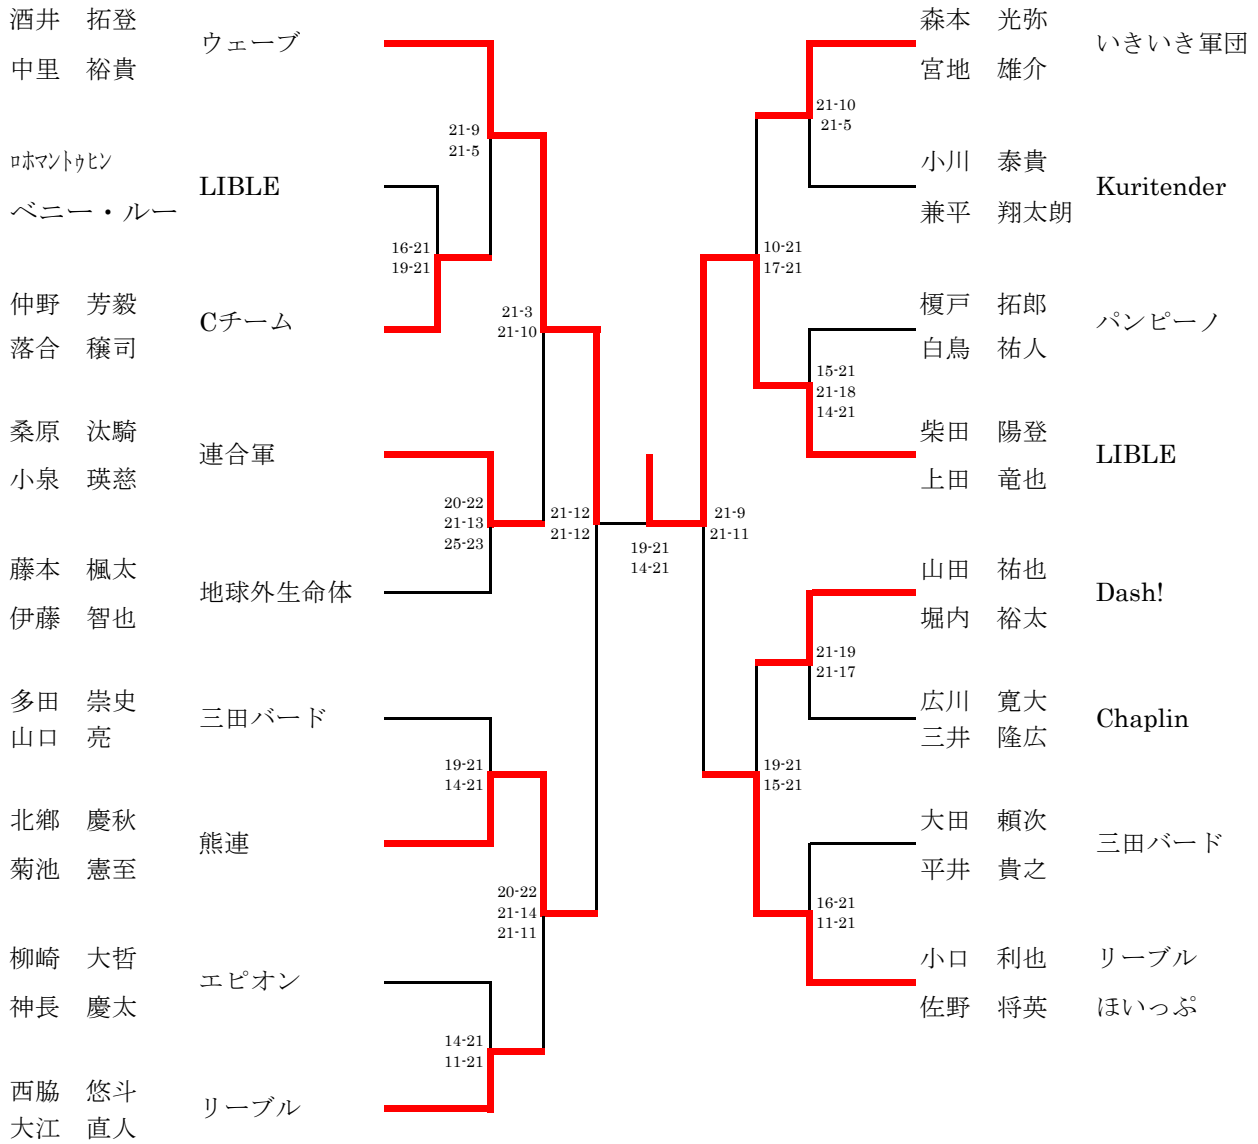 酒井 拓登
ウェーブ
中里 裕貴
21-9
21-5
ロホマントゥヒン
LIBLE
ベニー・ルー
16-21
19-21
仲野 芳毅
Cチーム
落合 穣司
21-3
21-10
桑原 汰騎
連合軍
小泉 瑛慈
20-22
21-13
25-23
藤本 楓太
地球外生命体
伊藤 智也
21-12
21-12
多田 崇史
三田バード
山口 亮
19-21
14-21
北郷 慶秋
熊連
菊池 憲至
20-22
21-14
21-11
柳崎 大哲
エピオン
神長 慶太
14-21
11-21
西脇 悠斗
リーブル
大江 直人
19-21
14-21
森本 光弥
いきいき軍団
宮地 雄介
21-10
21-5
小川 泰貴
Kuritender
兼平 翔太朗
10-21
17-21
榎戸 拓郎
パンピーノ
白鳥 祐人
15-21
21-18
14-21
柴田 陽登
LIBLE
上田 竜也
21-9
21-11
山田 祐也
Dash!
堀内 裕太
21-19
21-17
広川 寛大
Chaplin
三井 隆広
19-21
15-21
大田 頼次
三田バード
平井 貴之
16-21
11-21
小口 利也 リーブル
佐野 将英 ほいっぷ